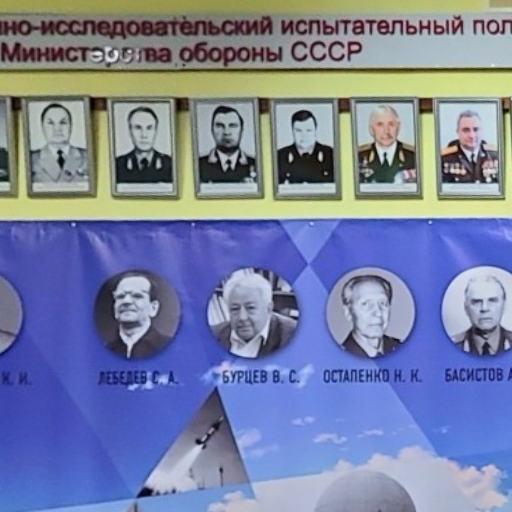 но-исследовательский испытательный пол
Министерства обороны СССР
К. И.
ЛЕБЕДЕВ С. А.
БУРЦЕВ В. С.
ОСТАПЕНКО Н. К.
БАСИСТОВ А